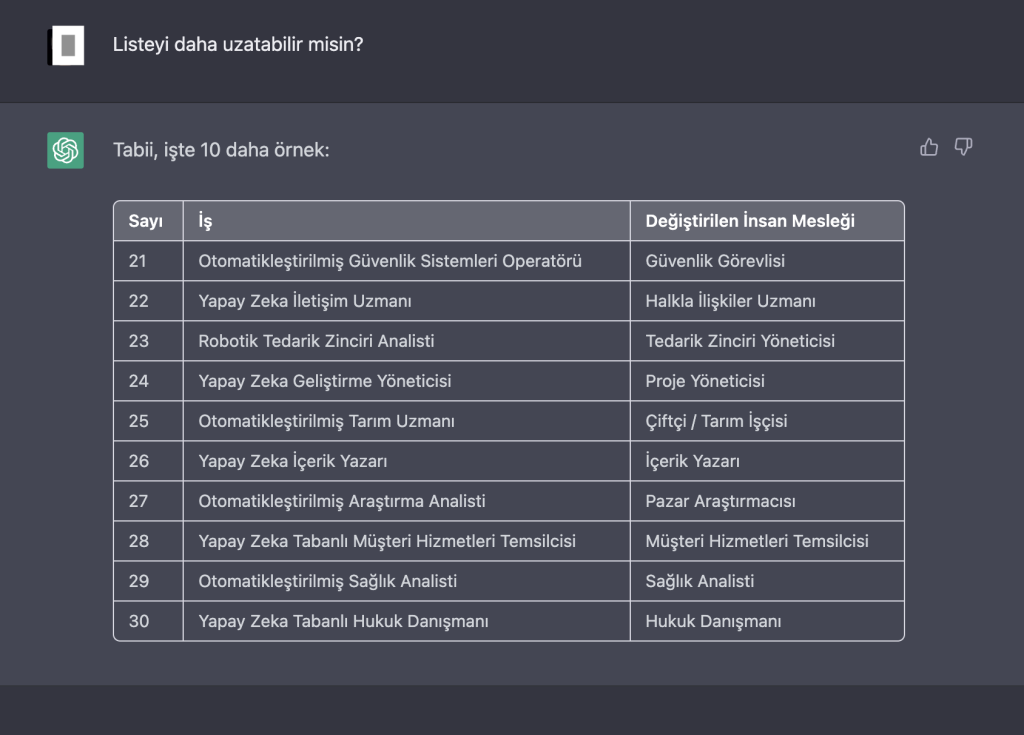 Listeyi daha uzatabilir misin?
Tabii, işte 10 daha örnek:
Sayı İş Değiştirilen İnsan Mesleği
21 Otomatikleştirilmiş Güvenlik Sistemleri Operatörü Güvenlik Görevlisi
22 Yapay Zeka İletişim Uzmanı Halkla İlişkiler Uzmanı
23 Robotik Tedarik Zinciri Analisti Tedarik Zinciri Yöneticisi
24 Yapay Zeka Geliştirme Yöneticisi Proje Yöneticisi
25 Otomatikleştirilmiş Tarım Uzmanı Çiftçi / Tarım İşçisi
26 Yapay Zeka İçerik Yazarı İçerik Yazarı
27 Otomatikleştirilmiş Araştırma Analisti Pazar Araştırmacısı
28 Yapay Zeka Tabanlı Müşteri Hizmetleri Temsilcisi Müşteri Hizmetleri Temsilcisi
29 Otomatikleştirilmiş Sağlık Analisti Sağlık Analisti
30 Yapay Zeka Tabanlı Hukuk Danışmanı Hukuk Danışmanı